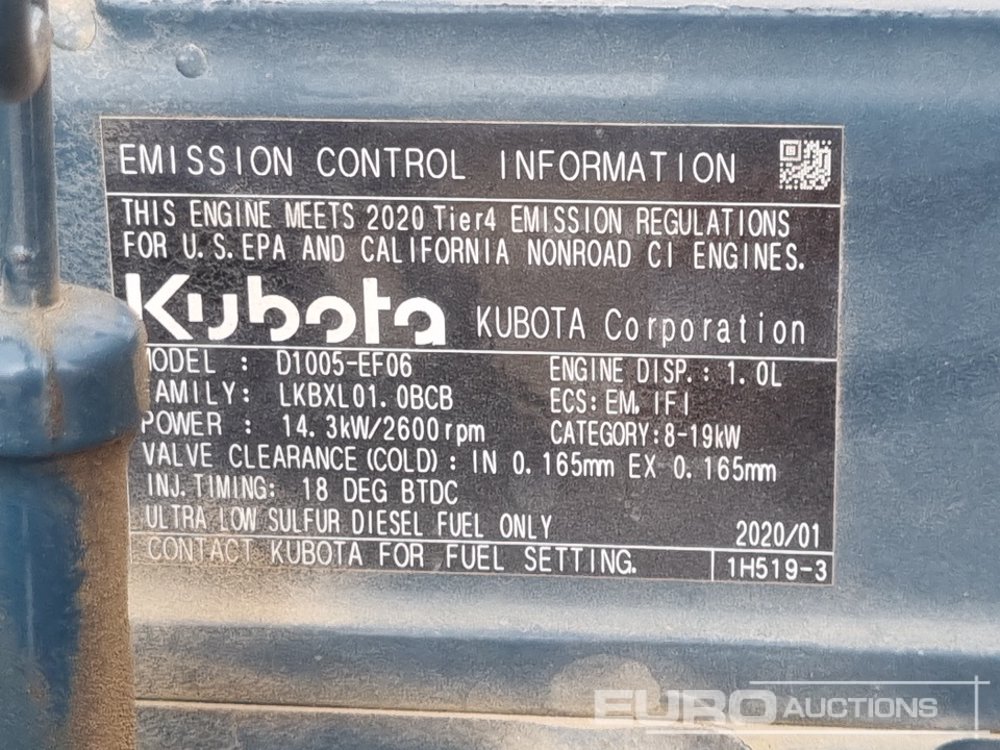 EMISSION CONTROL INFORMATION
THIS ENGINE MEETS 2020 Tier4 EMISSION REGULATIONS
FOR U.S.EPA AND CALIFORNIA NONROAD CI ENGINES.
Kubota KUBOTA Corporation
MODEL : D1005-EF06 ENGINE DISP.: 1.0L
FAMILY: LKBXL01.0BCB ECS:EM, IFI
POWER : 14.3kW/2600rpm CATEGORY:8-19kW
VALVE CLEARANCE(COLD): IN 0.165mm EX 0.165mm
INJ.TIMING: 18 DEG BTDC
ULTRA LOW SULFUR DIESEL FUEL ONLY 2020/01
CONTACT KUBOTA FOR FUEL SETTING. 1H519-3
EURO AUCTIONS